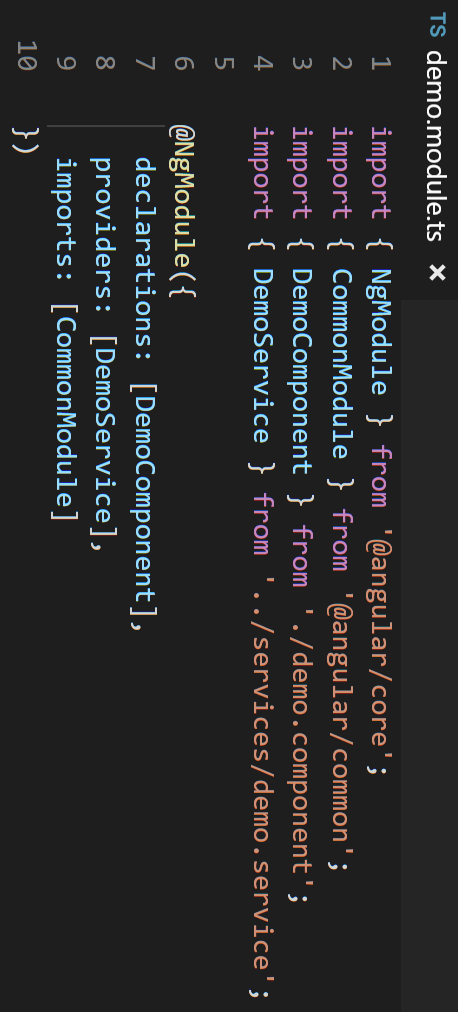 TS demo.module.ts ×
1 import { NgModule } from '@angular/core';
2 import { CommonModule } from '@angular/common';
3 import { DemoComponent } from './demo.component';
4 import { DemoService } from '../services/demo.service';
5
6 @NgModule({
7 declarations: [DemoComponent],
8 providers: [DemoService],
9 imports: [CommonModule]
10 })